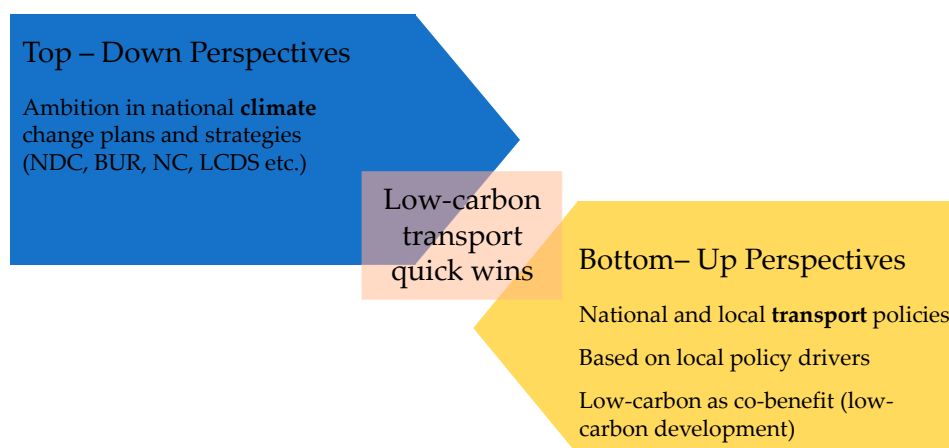 Top – Down Perspectives
Ambition in national climate
change plans and strategies
(NDC, BUR, NC, LCDS etc.)
Low-carbon
transport
quick wins
Bottom– Up Perspectives
National and local transport policies
Based on local policy drivers
Low-carbon as co-benefit (low-
carbon development)